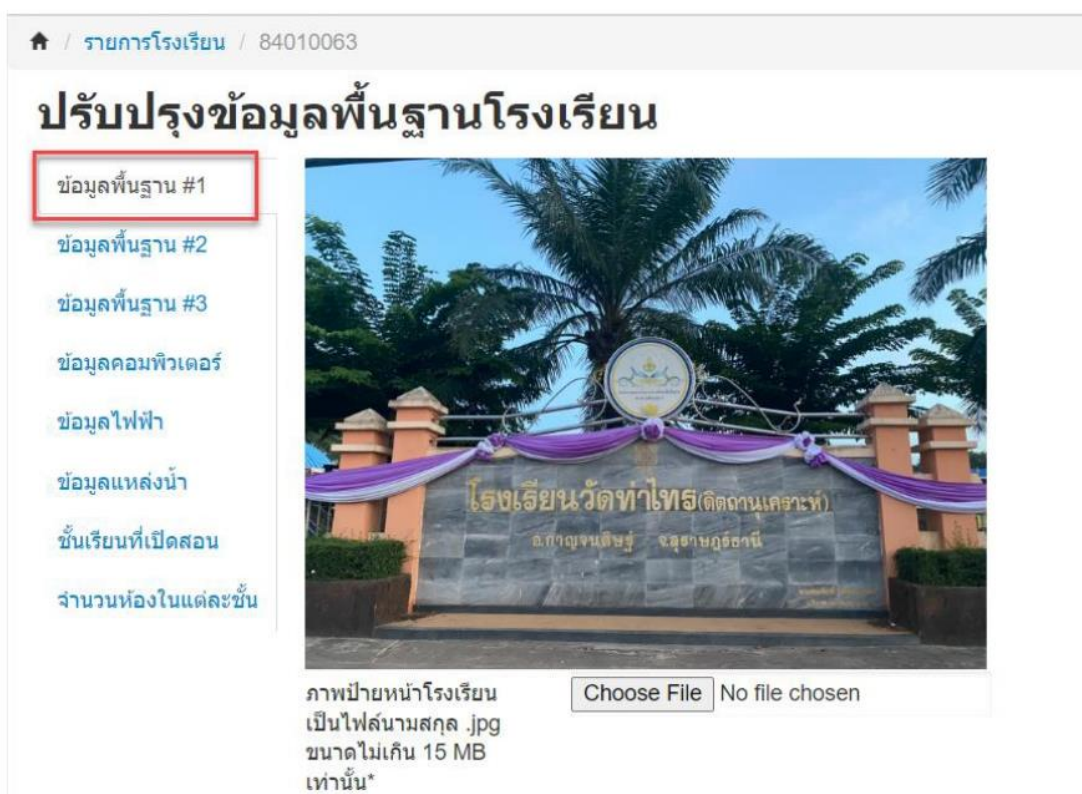 / รายการโรงเรียน / 84010063
ปรับปรุงข้อมูลพื้นฐานโรงเรียน
ข้อมูลพื้นฐาน #1
ข้อมูลพื้นฐาน #2
ข้อมูลพื้นฐาน #3
ข้อมูลคอมพิวเตอร์
ข้อมูลไฟฟ้า
ข้อมูลแหล่งน้ำ
ชั้นเรียนที่เปิดสอน
จำนวนห้องในแต่ละชั้น
โรงเรียนวัดท่าไทร(ดิตถานุเคราะห์)
อ.กาญจนดิษฐ์ จ.สุราษฎร์ธานี
ภาพป้ายหน้าโรงเรียน
เป็นไฟล์นามสกุล .jpg
ขนาดไม่เกิน 15 MB
เท่านั้น*
Choose File No file chosen